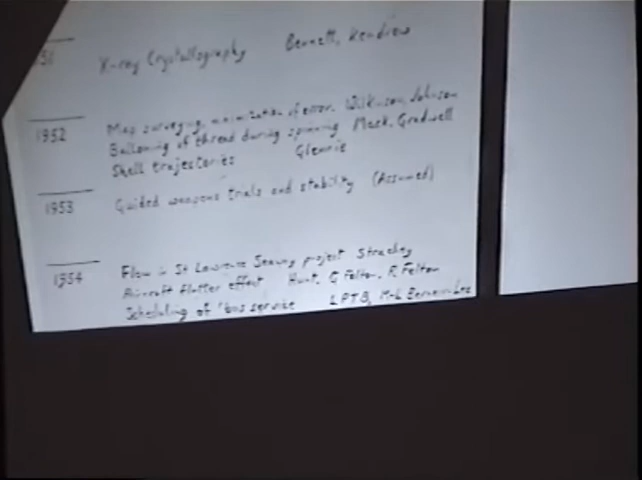 51 X-ray Crystallography Bennett, Kendrew
1952 Map surveying, minimization of error. Wilkinson, Johnson
Ballooning of thread during spinning Mack, Gradwell
Shell trajectories Glennie
1953 Guided weapons trials and stability (Assumed)
1954 Flow in St Lawrence Seaway project Strachey
Aircraft flutter effect Hunt, G Felton, R Felton
Scheduling of 'bus service LPTB, Mrs Berners-Lee